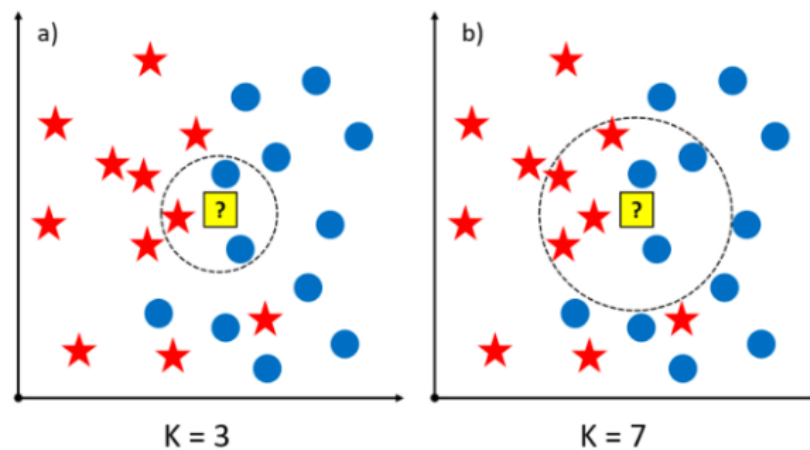 a)
?
K = 3
b)
?
K = 7